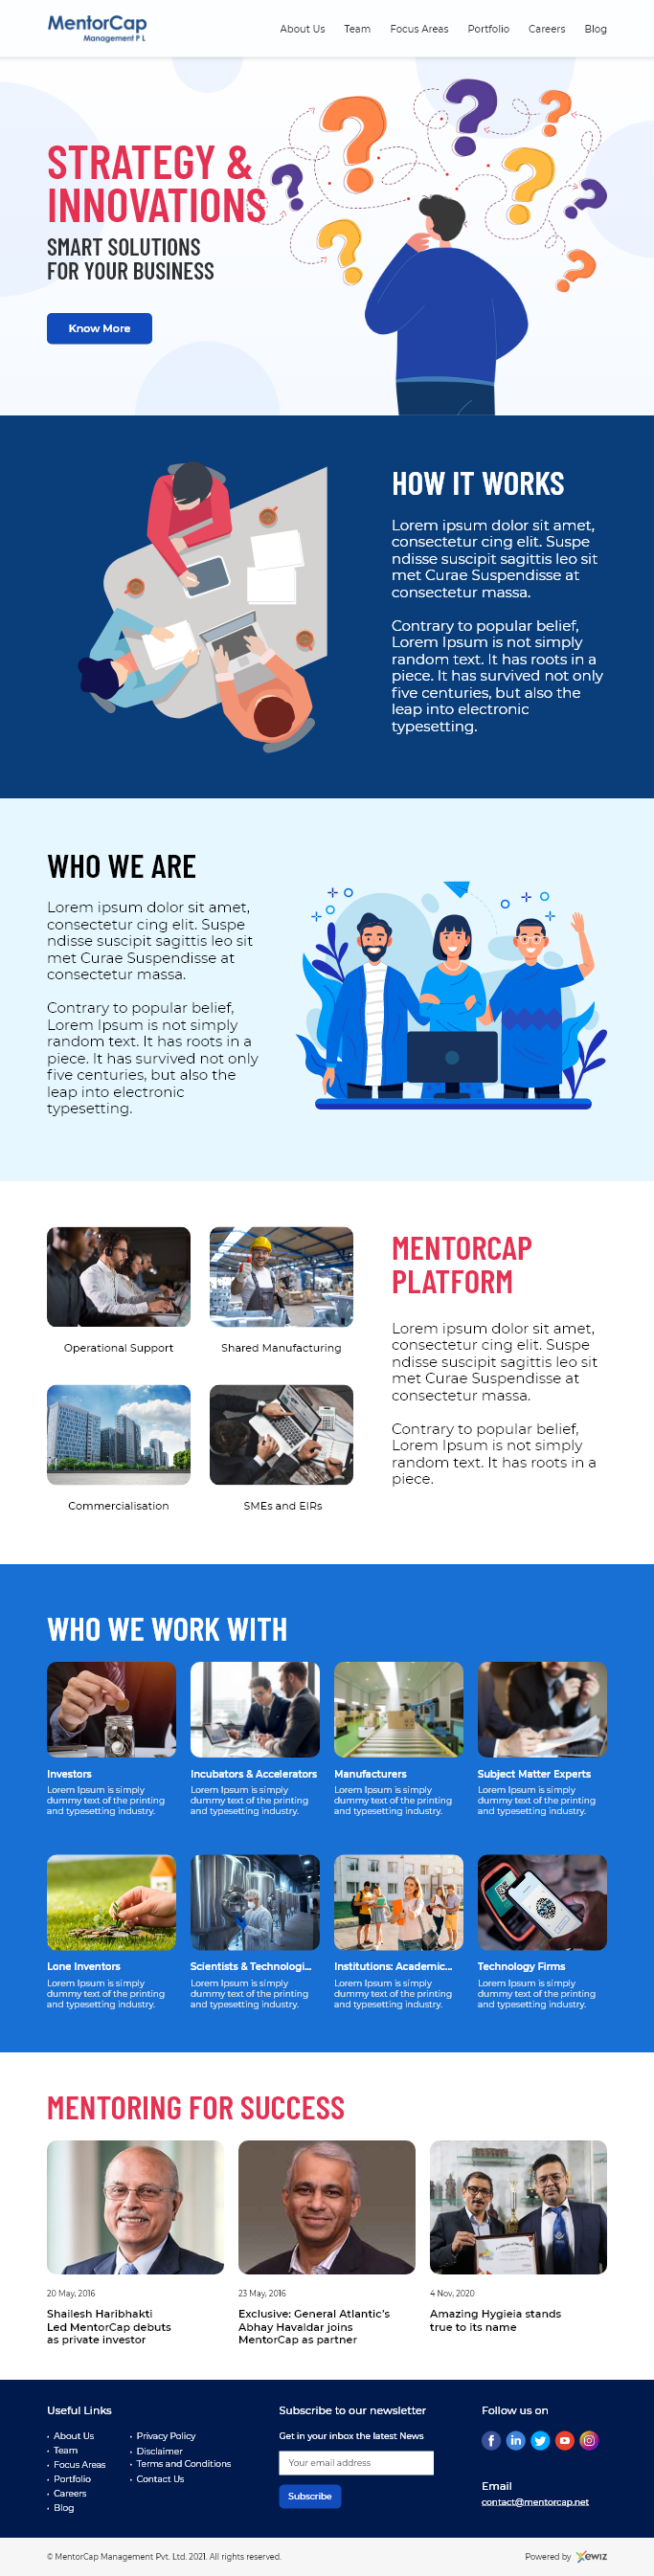 MentorCap
Management P L
About Us Team Focus Areas Portfolio Careers Blog
STRATEGY &
INNOVATIONS
SMART SOLUTIONS
FOR YOUR BUSINESS
Know More
HOW IT WORKS
Lorem ipsum dolor sit amet,
consectetur cing elit. Suspe
ndisse suscipit sagittis leo sit
met Curae Suspendisse at
consectetur massa.
Contrary to popular belief,
Lorem Ipsum is not simply
random text. It has roots in a
piece. It has survived not only
five centuries, but also the
leap into electronic
typesetting.
WHO WE ARE
Lorem ipsum dolor sit amet,
consectetur cing elit. Suspe
ndisse suscipit sagittis leo sit
met Curae Suspendisse at
consectetur massa.
Contrary to popular belief,
Lorem Ipsum is not simply
random text. It has roots in a
piece. It has survived not only
five centuries, but also the
leap into electronic
typesetting.
Operational Support
Shared Manufacturing
Commercialisation
SMEs and EIRs
MENTORCAP
PLATFORM
Lorem ipsum dolor sit amet,
consectetur cing elit. Suspe
ndisse suscipit sagittis leo sit
met Curae Suspendisse at
consectetur massa.
Contrary to popular belief,
Lorem Ipsum is not simply
random text. It has roots in a
piece.
WHO WE WORK WITH
Investors
Lorem Ipsum is simply
dummy text of the printing
and typesetting industry.
Incubators & Accelerators
Lorem Ipsum is simply
dummy text of the printing
and typesetting industry.
Manufacturers
Lorem Ipsum is simply
dummy text of the printing
and typesetting industry.
Subject Matter Experts
Lorem Ipsum is simply
dummy text of the printing
and typesetting industry.
Lone Inventors
Lorem Ipsum is simply
dummy text of the printing
and typesetting industry.
Scientists & Technologi...
Lorem Ipsum is simply
dummy text of the printing
and typesetting industry.
Institutions: Academic...
Lorem Ipsum is simply
dummy text of the printing
and typesetting industry.
Technology Firms
Lorem Ipsum is simply
dummy text of the printing
and typesetting industry.
MENTORING FOR SUCCESS
20 May, 2016
Shailesh Haribhakti
Led MentorCap debuts
as private investor
23 May, 2016
Exclusive: General Atlantic's
Abhay Havaldar joins
MentorCap as partner
4 Nov, 2020
Amazing Hygieia stands
true to its name
Useful Links
• About Us
• Team
• Focus Areas
• Portfolio
• Careers
• Blog
• Privacy Policy
• Disclaimer
• Terms and Conditions
• Contact Us
Subscribe to our newsletter
Get in your inbox the latest News
Your email address
Subscribe
Follow us on
Email
contact@mentorcap.net
© MentorCap Management Pvt. Ltd. 2021. All rights reserved.
Powered by Xewiz